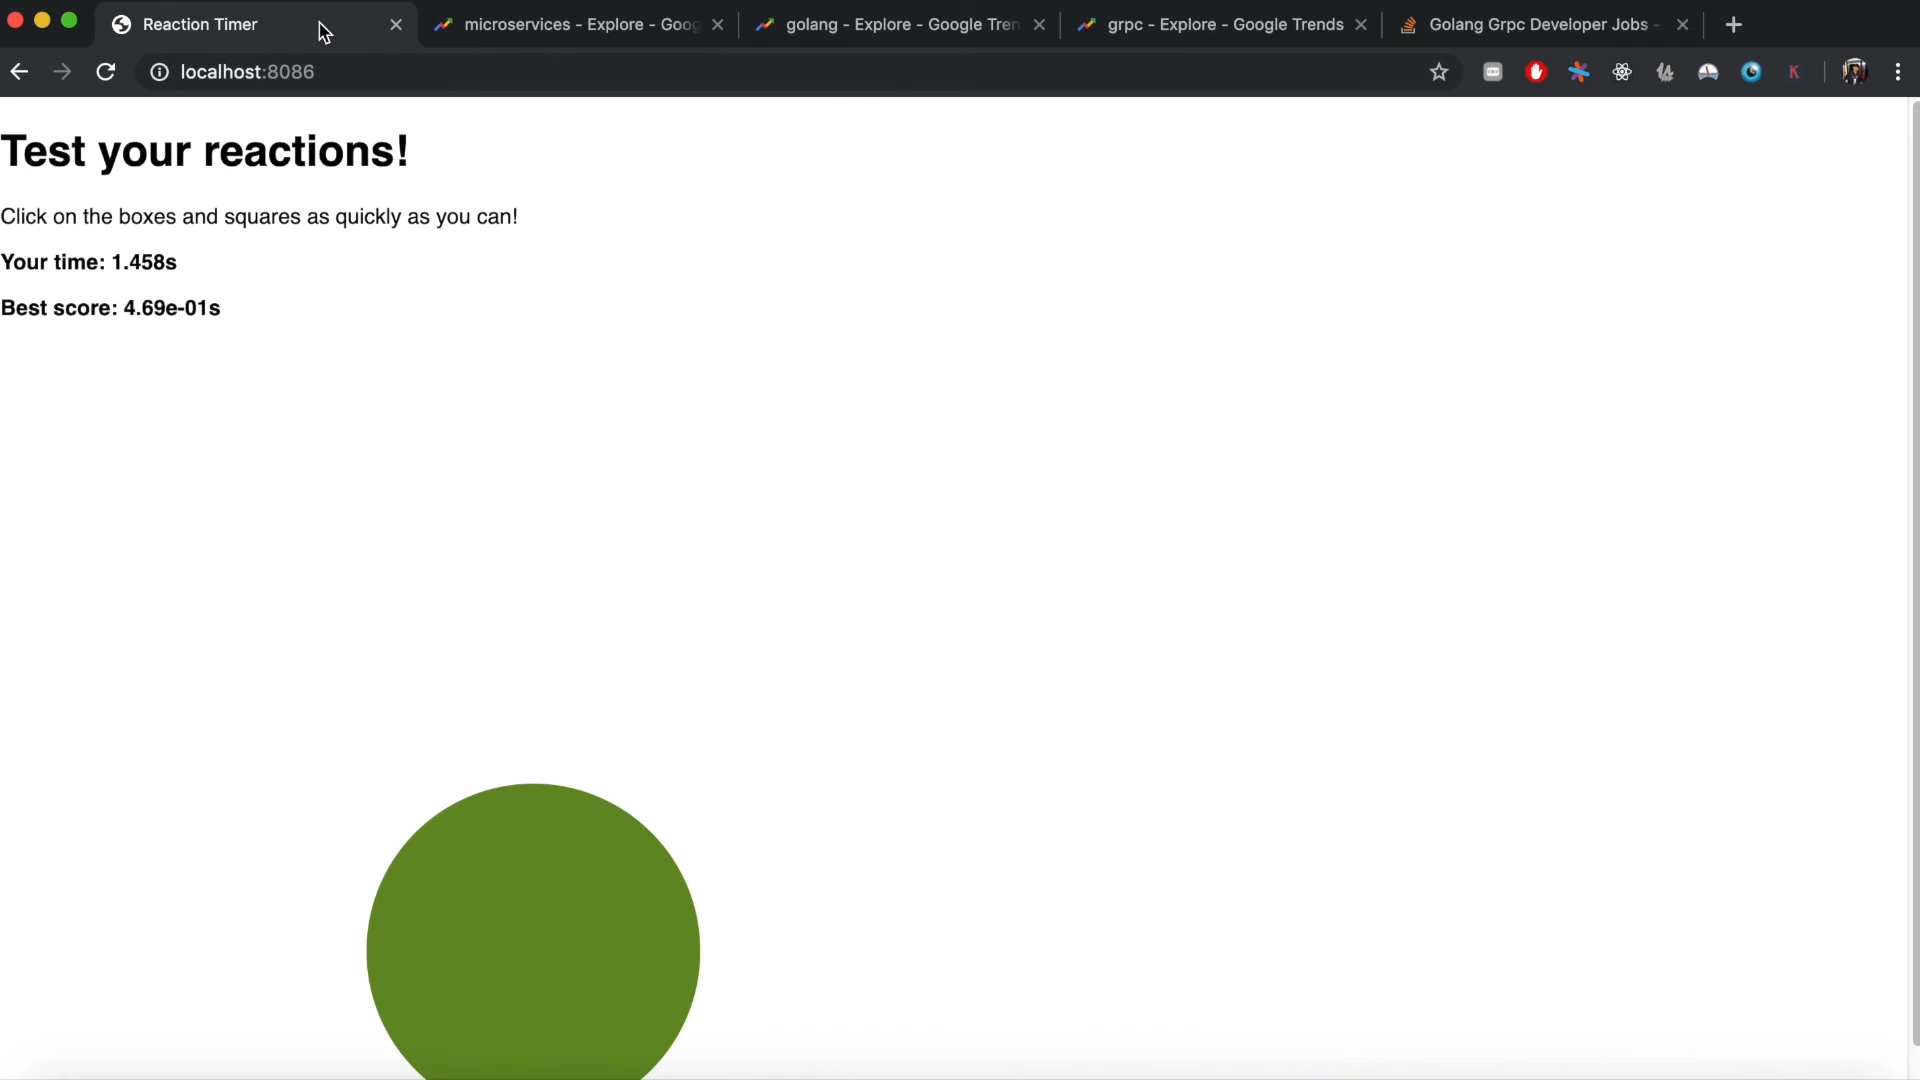 Reaction Timer
microservices - Explore - Goog
golang - Explore - Google Tren
grpc - Explore - Google Trends
Golang Grpc Developer Jobs -
localhost:8086
K
Test your reactions!
Click on the boxes and squares as quickly as you can!
Your time: 1.458s
Best score: 4.69e-01s